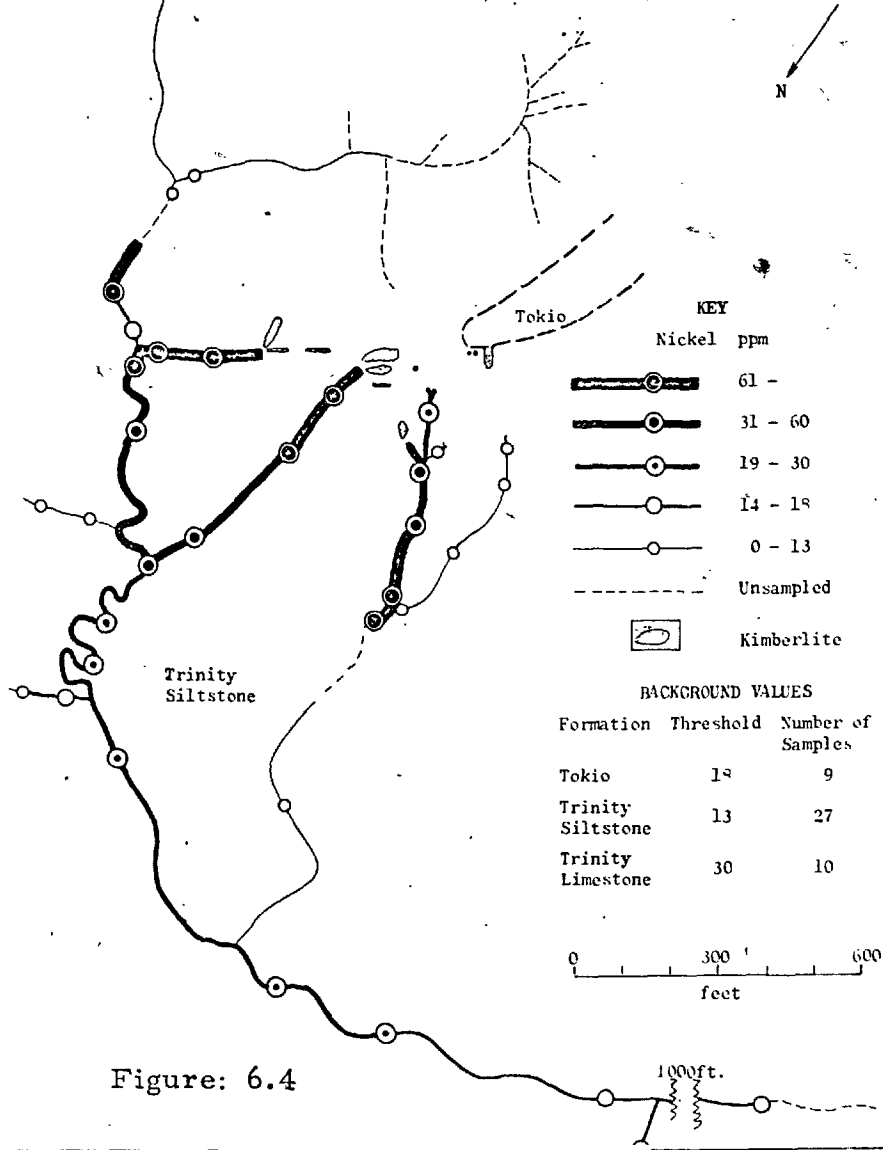 N
Tokio
KEY
Nickel ppm
61 -
31 - 60
19 - 30
14 - 18
0 - 13
Unsampled
Kimberlite
Trinity
Siltstone
BACKGROUND VALUES
Formation Threshold Number of
Samples
Tokio 18 9
Trinity
Siltstone 13 27
Trinity
Limestone 30 10
0 300 600
feet
1000ft.
Figure: 6.4